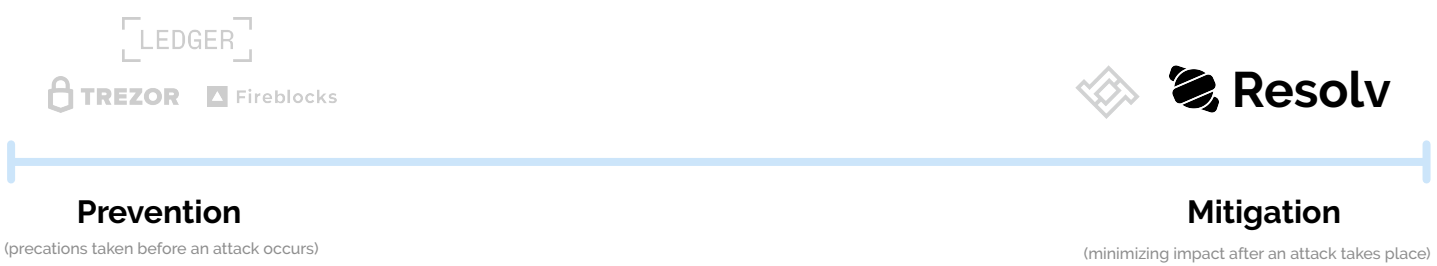 LEDGER
TREZOR Fireblocks
Resolv
Prevention
Mitigation
(precations taken before an attack occurs)
(minimizing impact after an attack takes place)